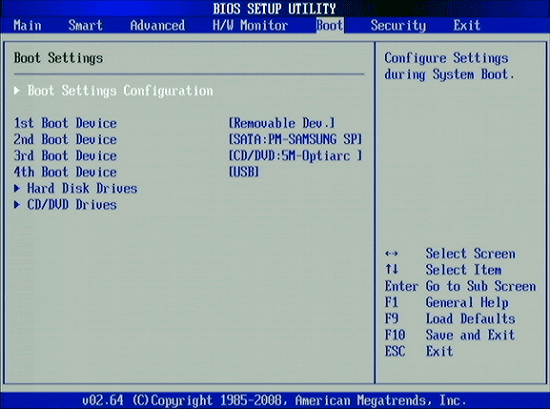 BIOS SETUP UTILITY
Main Smart Advanced H/W Monitor Boot Security Exit
Boot Settings
Boot Settings Configuration
1st Boot Device [Removable Dev.]
2nd Boot Device [SATA:PM-SAMSUNG SP]
3rd Boot Device [CD/DVD:5M-Optiarc ]
4th Boot Device [USB]
Hard Disk Drives
CD/DVD Drives
Configure Settings
during System Boot.
↔ Select Screen
↑↓ Select Item
Enter Go to Sub Screen
F1 General Help
F9 Load Defaults
F10 Save and Exit
ESC Exit
v02.64 (C)Copyright 1985-2008, American Megatrends, Inc.